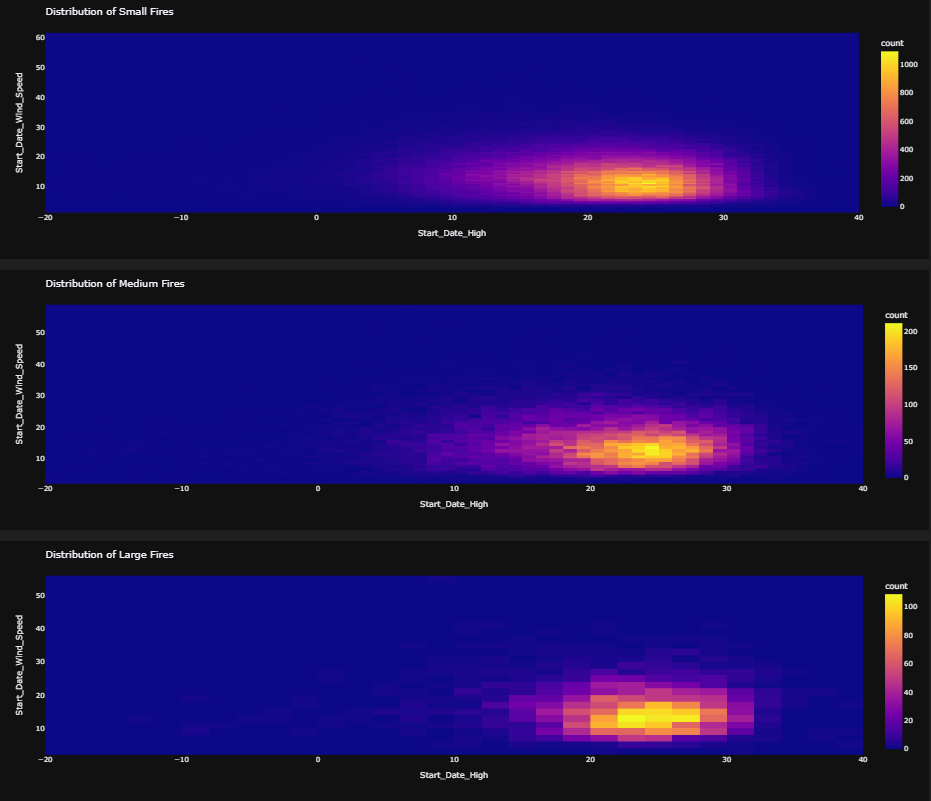 Distribution of Small Fires
count
60
50
40
30
20
10
Start_Date_Wind_Speed
1000
800
600
400
200
0
−20 −10 0 10 20 30 40
Start_Date_High
Distribution of Medium Fires
count
50
40
30
20
10
Start_Date_Wind_Speed
200
150
100
50
0
−20 −10 0 10 20 30 40
Start_Date_High
Distribution of Large Fires
count
50
40
30
20
10
Start_Date_Wind_Speed
100
80
60
40
20
0
−20 −10 0 10 20 30 40
Start_Date_High